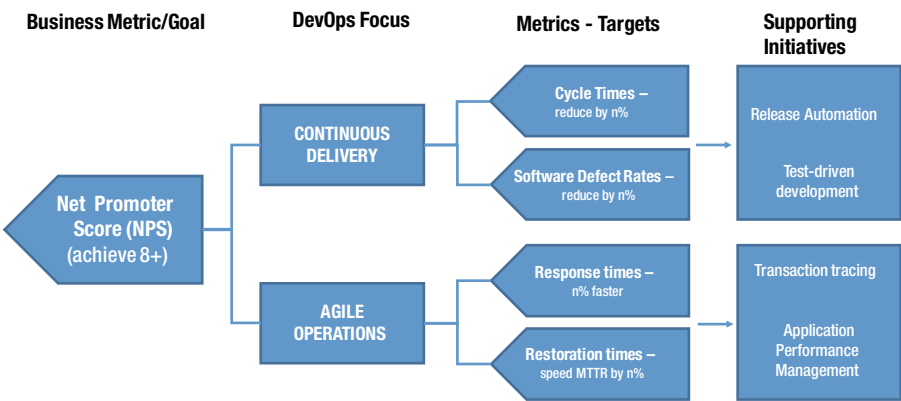 Business Metric/Goal
DevOps Focus
Metrics - Targets
Supporting
Initiatives
Net Promoter
Score (NPS)
(achieve 8+)
CONTINUOUS
DELIVERY
Cycle Times –
reduce by n%
Software Defect Rates –
reduce by n%
Release Automation
Test-driven
development
AGILE
OPERATIONS
Response times –
n% faster
Restoration times –
speed MTTR by n%
Transaction tracing
Application
Performance
Management